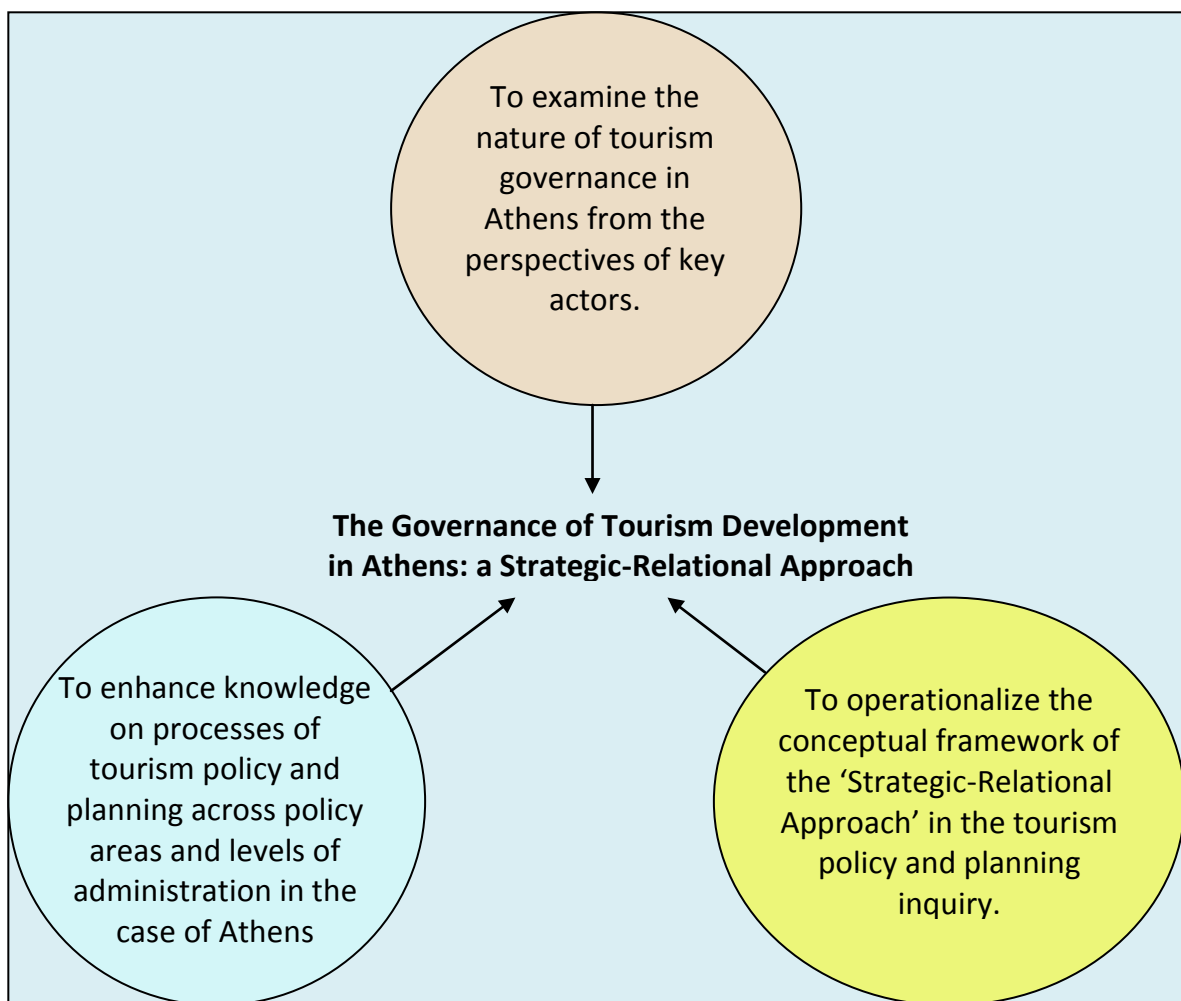 To examine the
nature of tourism
governance in
Athens from the
perspectives of key
actors.
The Governance of Tourism Development
in Athens: a Strategic-Relational Approach
To enhance knowledge
on processes of
tourism policy and
planning across policy
areas and levels of
administration in the
case of Athens
To operationalize the
conceptual framework of
the ‘Strategic-Relational
Approach’ in the tourism
policy and planning
inquiry.